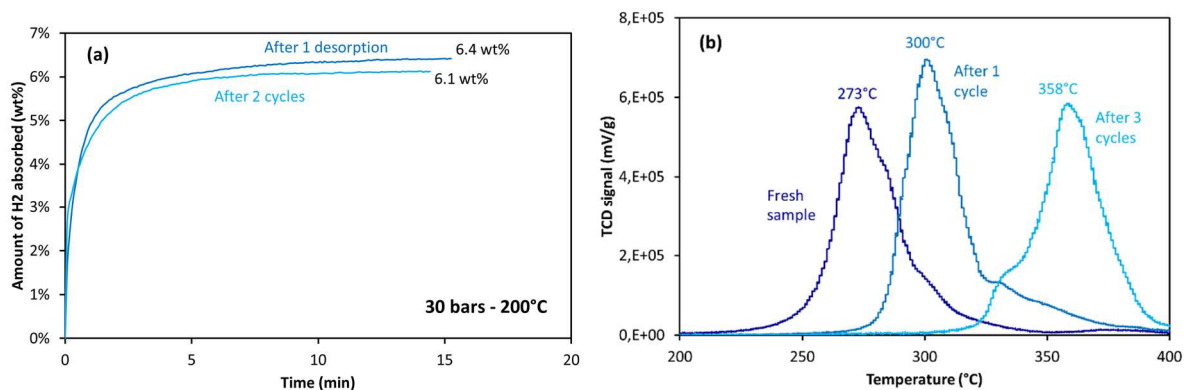 (a)
After 1 desorption
6.4 wt%
6.1 wt%
After 2 cycles
30 bars - 200°C
7%
6%
5%
4%
3%
2%
1%
0%
Amount of H2 absorbed (wt%)
0 5 10 15 20
Time (min)
(b)
300°C
After 1
cycle
273°C
358°C
After 3
cycles
Fresh
sample
8,E+05
6,E+05
4,E+05
2,E+05
0,E+00
TCD signal (mV/g)
200 250 300 350 400
Temperature (°C)